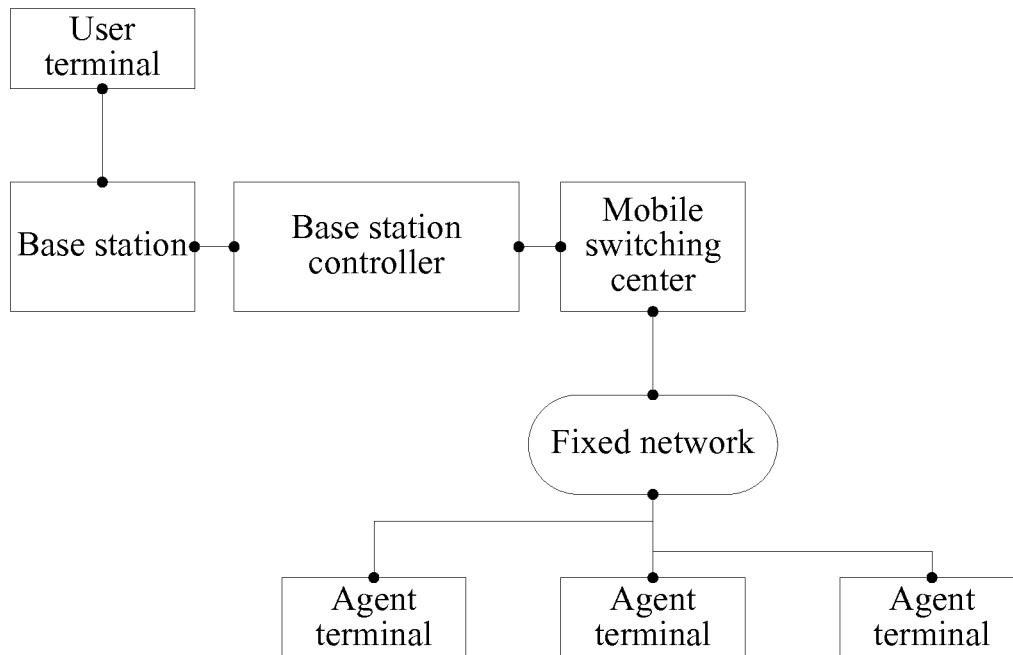 User
terminal
Base station
Base station
controller
Mobile
switching
center
Fixed network
Agent
terminal
Agent
terminal
Agent
terminal